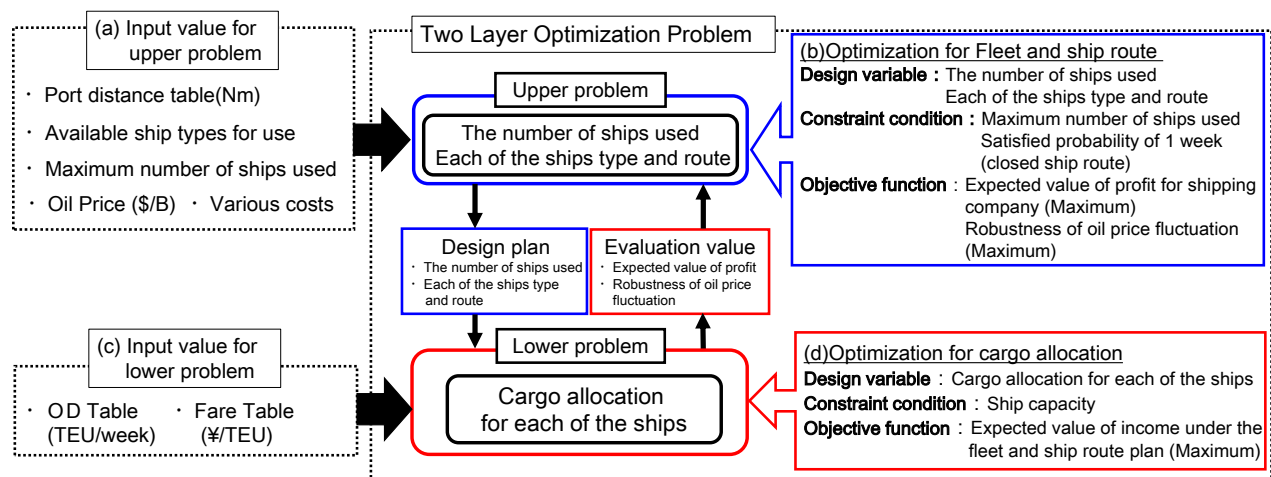 (a) Input value for
upper problem
・ Port distance table(Nm)
・ Available ship types for use
・ Maximum number of ships used
・ Oil Price ($/B) ・ Various costs
Two Layer Optimization Problem
Upper problem
The number of ships used
Each of the ships type and route
Design plan
・ The number of ships used
・ Each of the ships type
and route
Evaluation value
・ Expected value of profit
・ Robustness of oil price
fluctuation
(b)Optimization for Fleet and ship route
Design variable : The number of ships used
Each of the ships type and route
Constraint condition : Maximum number of ships used
Satisfied probability of 1 week
(closed ship route)
Objective function : Expected value of profit for shipping
company (Maximum)
Robustness of oil price fluctuation
(Maximum)
(c) Input value for
lower problem
・ OD Table
(TEU/week)
・ Fare Table
(¥/TEU)
Lower problem
Cargo allocation
for each of the ships
(d)Optimization for cargo allocation
Design variable : Cargo allocation for each of the ships
Constraint condition : Ship capacity
Objective function : Expected value of income under the
fleet and ship route plan (Maximum)